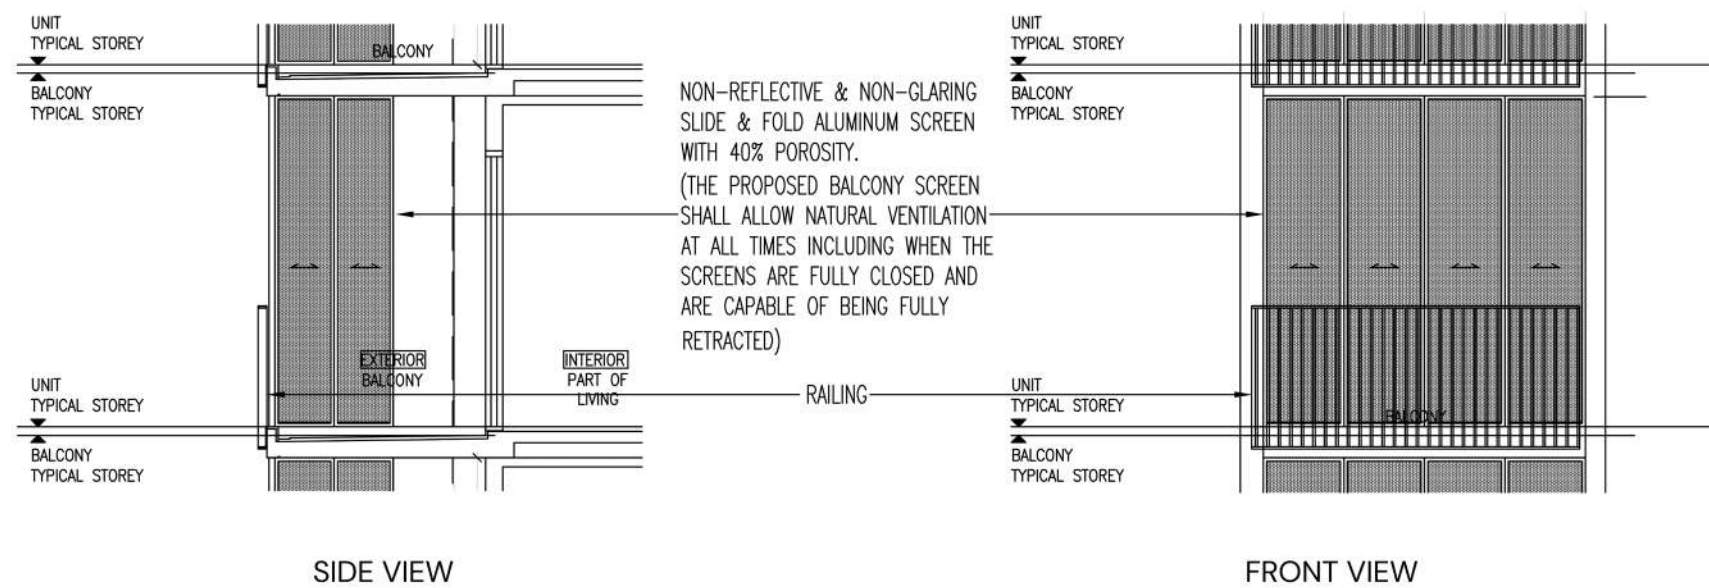 UNIT
TYPICAL STOREY
BALCONY
BALCONY
TYPICAL STOREY
NON-REFLECTIVE & NON-GLARING
SLIDE & FOLD ALUMINUM SCREEN
WITH 40% POROSITY.
(THE PROPOSED BALCONY SCREEN
SHALL ALLOW NATURAL VENTILATION
AT ALL TIMES INCLUDING WHEN THE
SCREENS ARE FULLY CLOSED AND
ARE CAPABLE OF BEING FULLY
RETRACTED)
EXTERIOR
BALCONY
INTERIOR
PART OF
LIVING
RAILING
UNIT
TYPICAL STOREY
BALCONY
TYPICAL STOREY
SIDE VIEW
UNIT
TYPICAL STOREY
BALCONY
TYPICAL STOREY
UNIT
TYPICAL STOREY
BALCONY
BALCONY
TYPICAL STOREY
FRONT VIEW